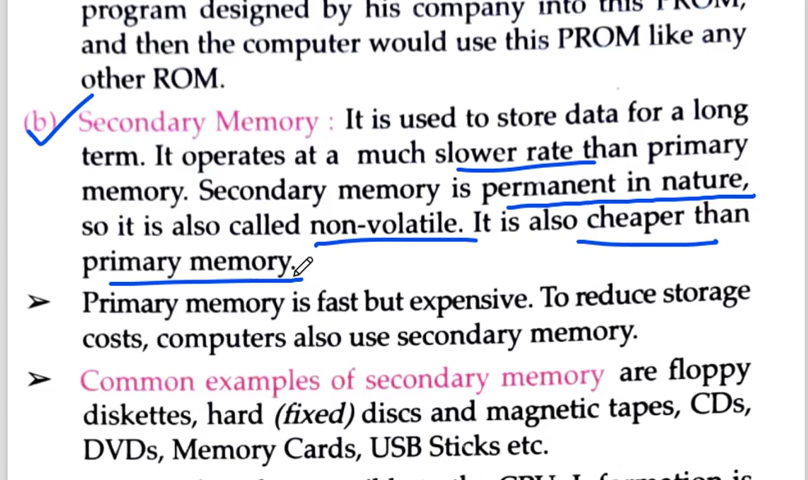 program designed by his company into this PROM,
and then the computer would use this PROM like any
other ROM.
(b) Secondary Memory : It is used to store data for a long
term. It operates at a much slower rate than primary
memory. Secondary memory is permanent in nature,
so it is also called non-volatile. It is also cheaper than
primary memory.
➢ Primary memory is fast but expensive. To reduce storage
costs, computers also use secondary memory.
➢ Common examples of secondary memory are floppy
diskettes, hard (fixed) discs and magnetic tapes, CDs,
DVDs, Memory Cards, USB Sticks etc.